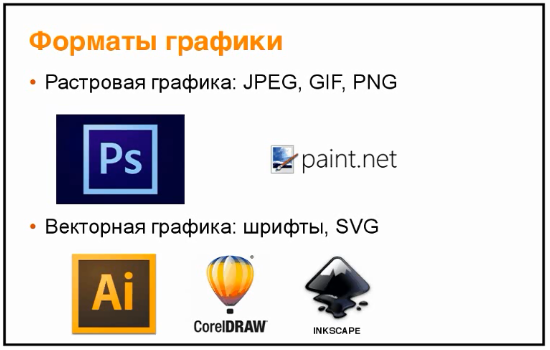 Форматы графики
• Растровая графика: JPEG, GIF, PNG
Ps
paint.net
• Векторная графика: шрифты, SVG
Ai
CorelDRAW
INKSCAPE